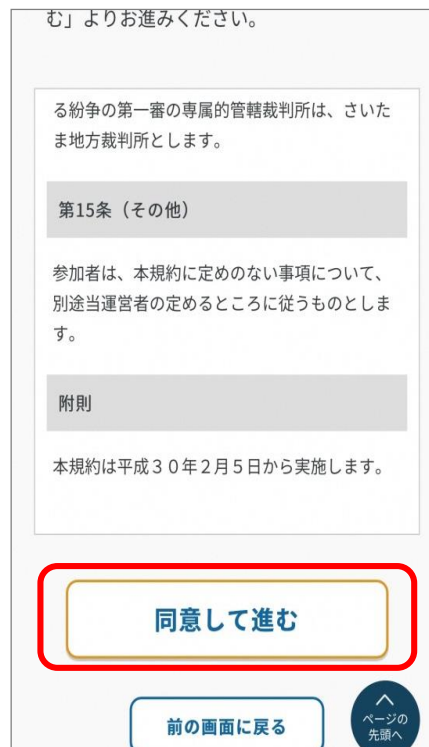 む」よりお進みください。
る紛争の第一審の専属的管轄裁判所は、さいた
ま地方裁判所とします。
第15条（その他）
参加者は、本規約に定めのない事項について、
別途当運営者の定めるところに従うものとしま
す。
附則
本規約は平成３０年２月５日から実施します。
同意して進む
前の画面に戻る
ページの
先頭へ